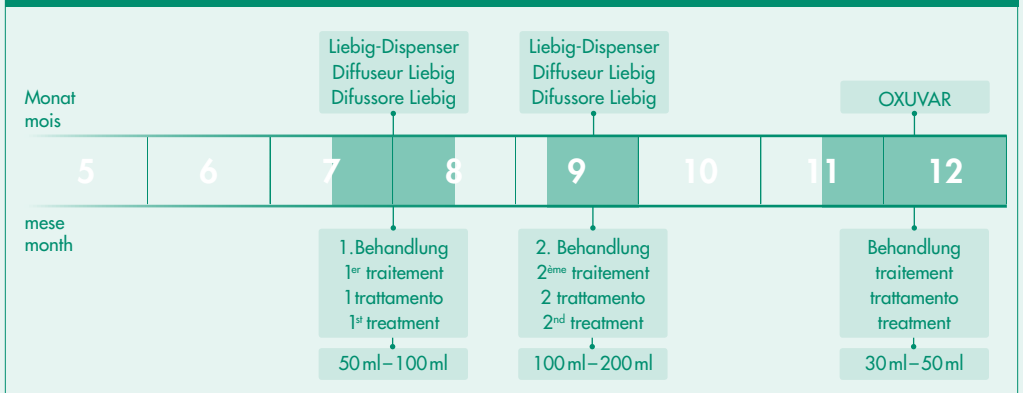 Liebig-Dispenser
Diffuseur Liebig
Difussore Liebig
Liebig-Dispenser
Diffuseur Liebig
Difussore Liebig
OXUVAR
Monat
mois
5 6 7 8 9 10 11 12
mese
month
1. Behandlung
1er traitement
1 trattamento
1st treatment
50 ml – 100 ml
2. Behandlung
2ème traitement
2 trattamento
2nd treatment
100 ml – 200 ml
Behandlung
traitement
trattamento
treatment
30 ml – 50 ml